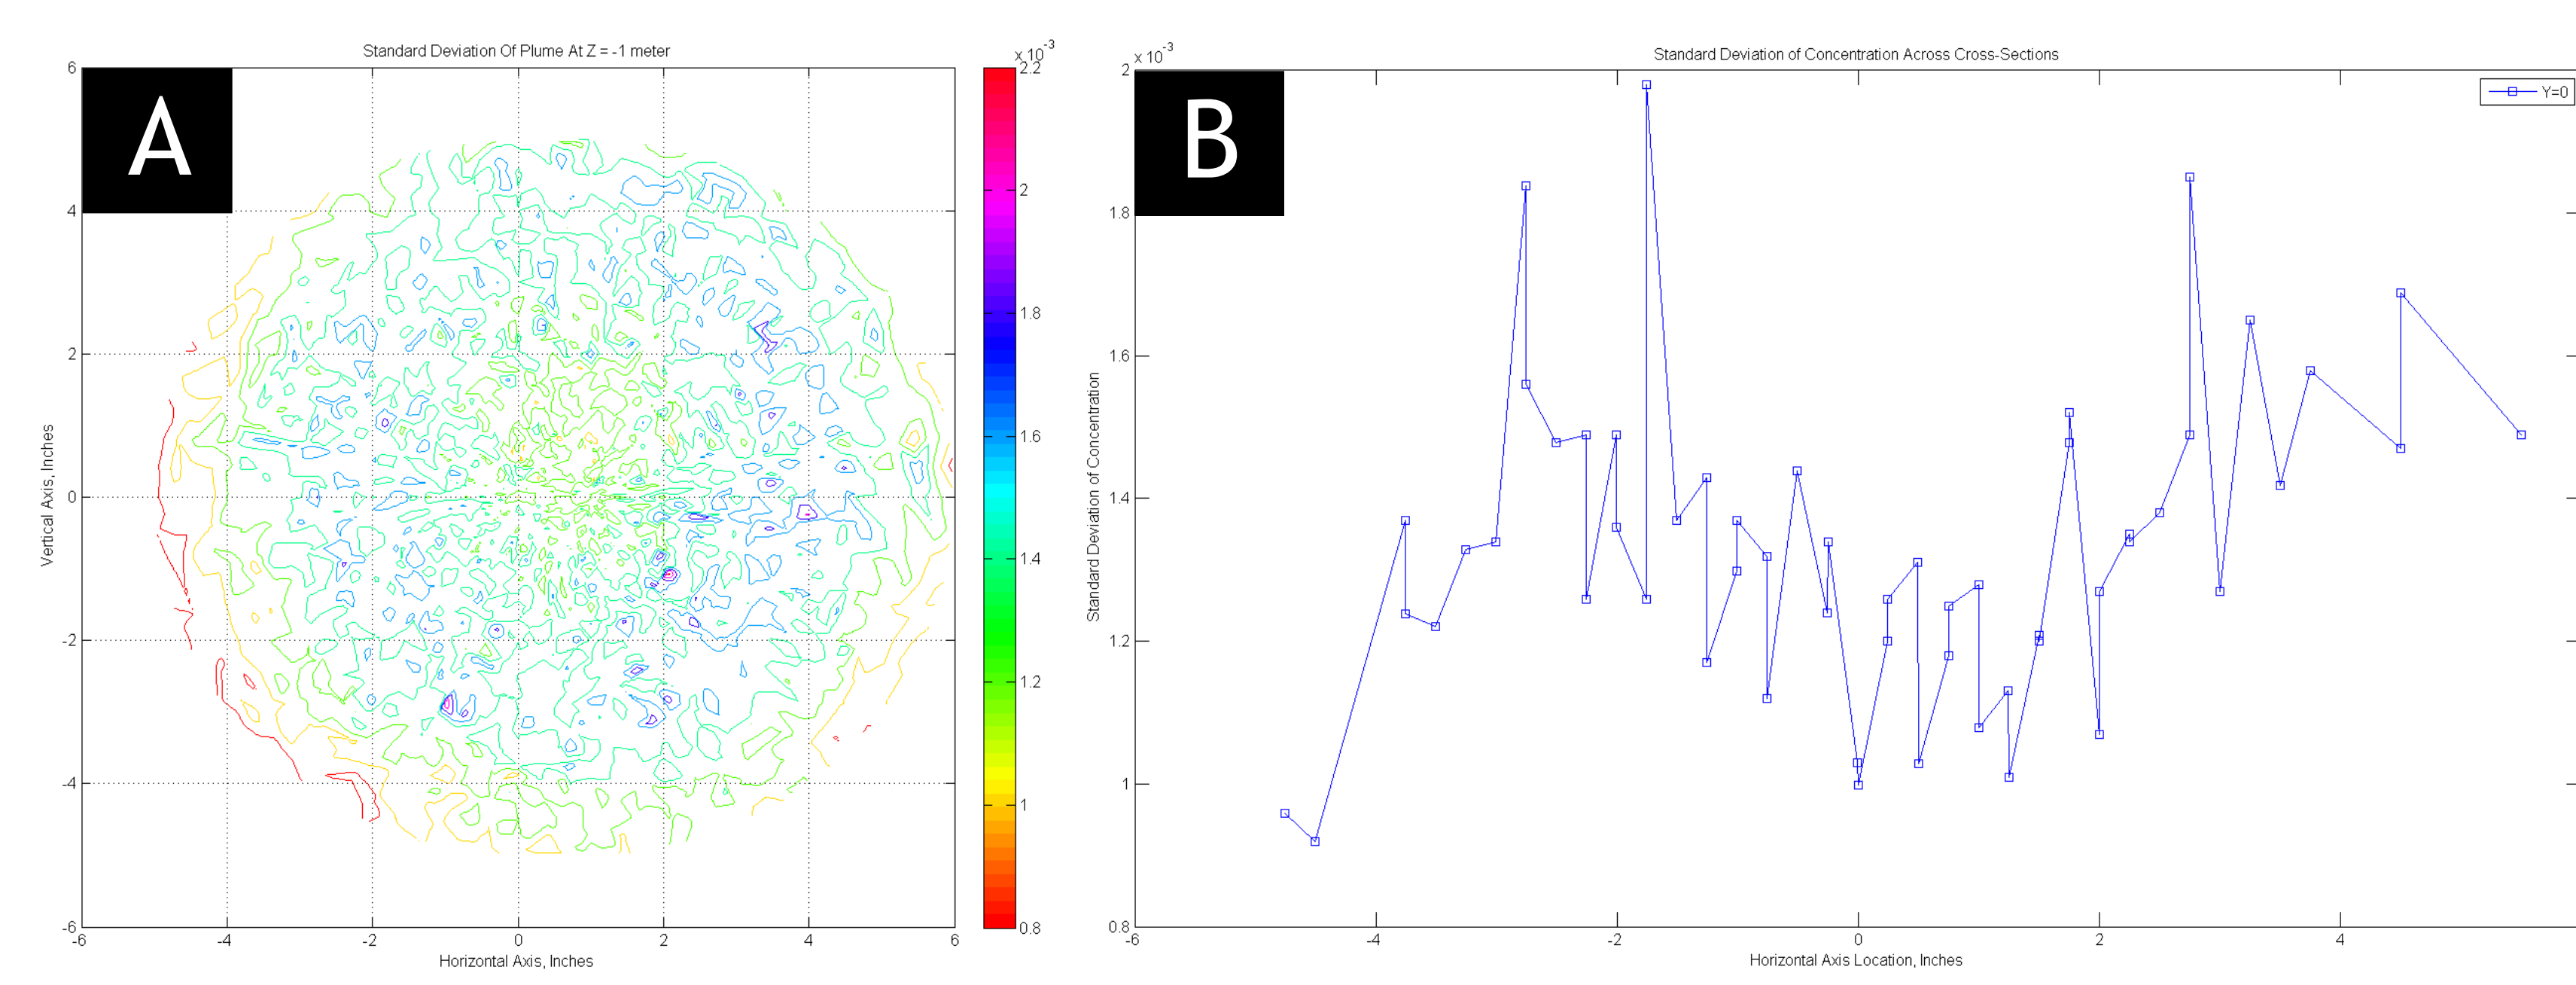 Standard Deviation Of Plume At Z = -1 meter
A
x 10-3
2.2
2
1.8
1.6
1.4
1.2
1
0.8
6
4
2
0
-2
-4
-6
-6 -4 -2 0 2 4 6
Vertical Axis, Inches
Horizontal Axis, Inches
Standard Deviation of Concentration Across Cross-Sections
B
x 10-3
Y=0
2
1.8
1.6
1.4
1.2
1
0.8
-6 -4 -2 0 2 4
Standard Deviation of Concentration
Horizontal Axis Location, Inches